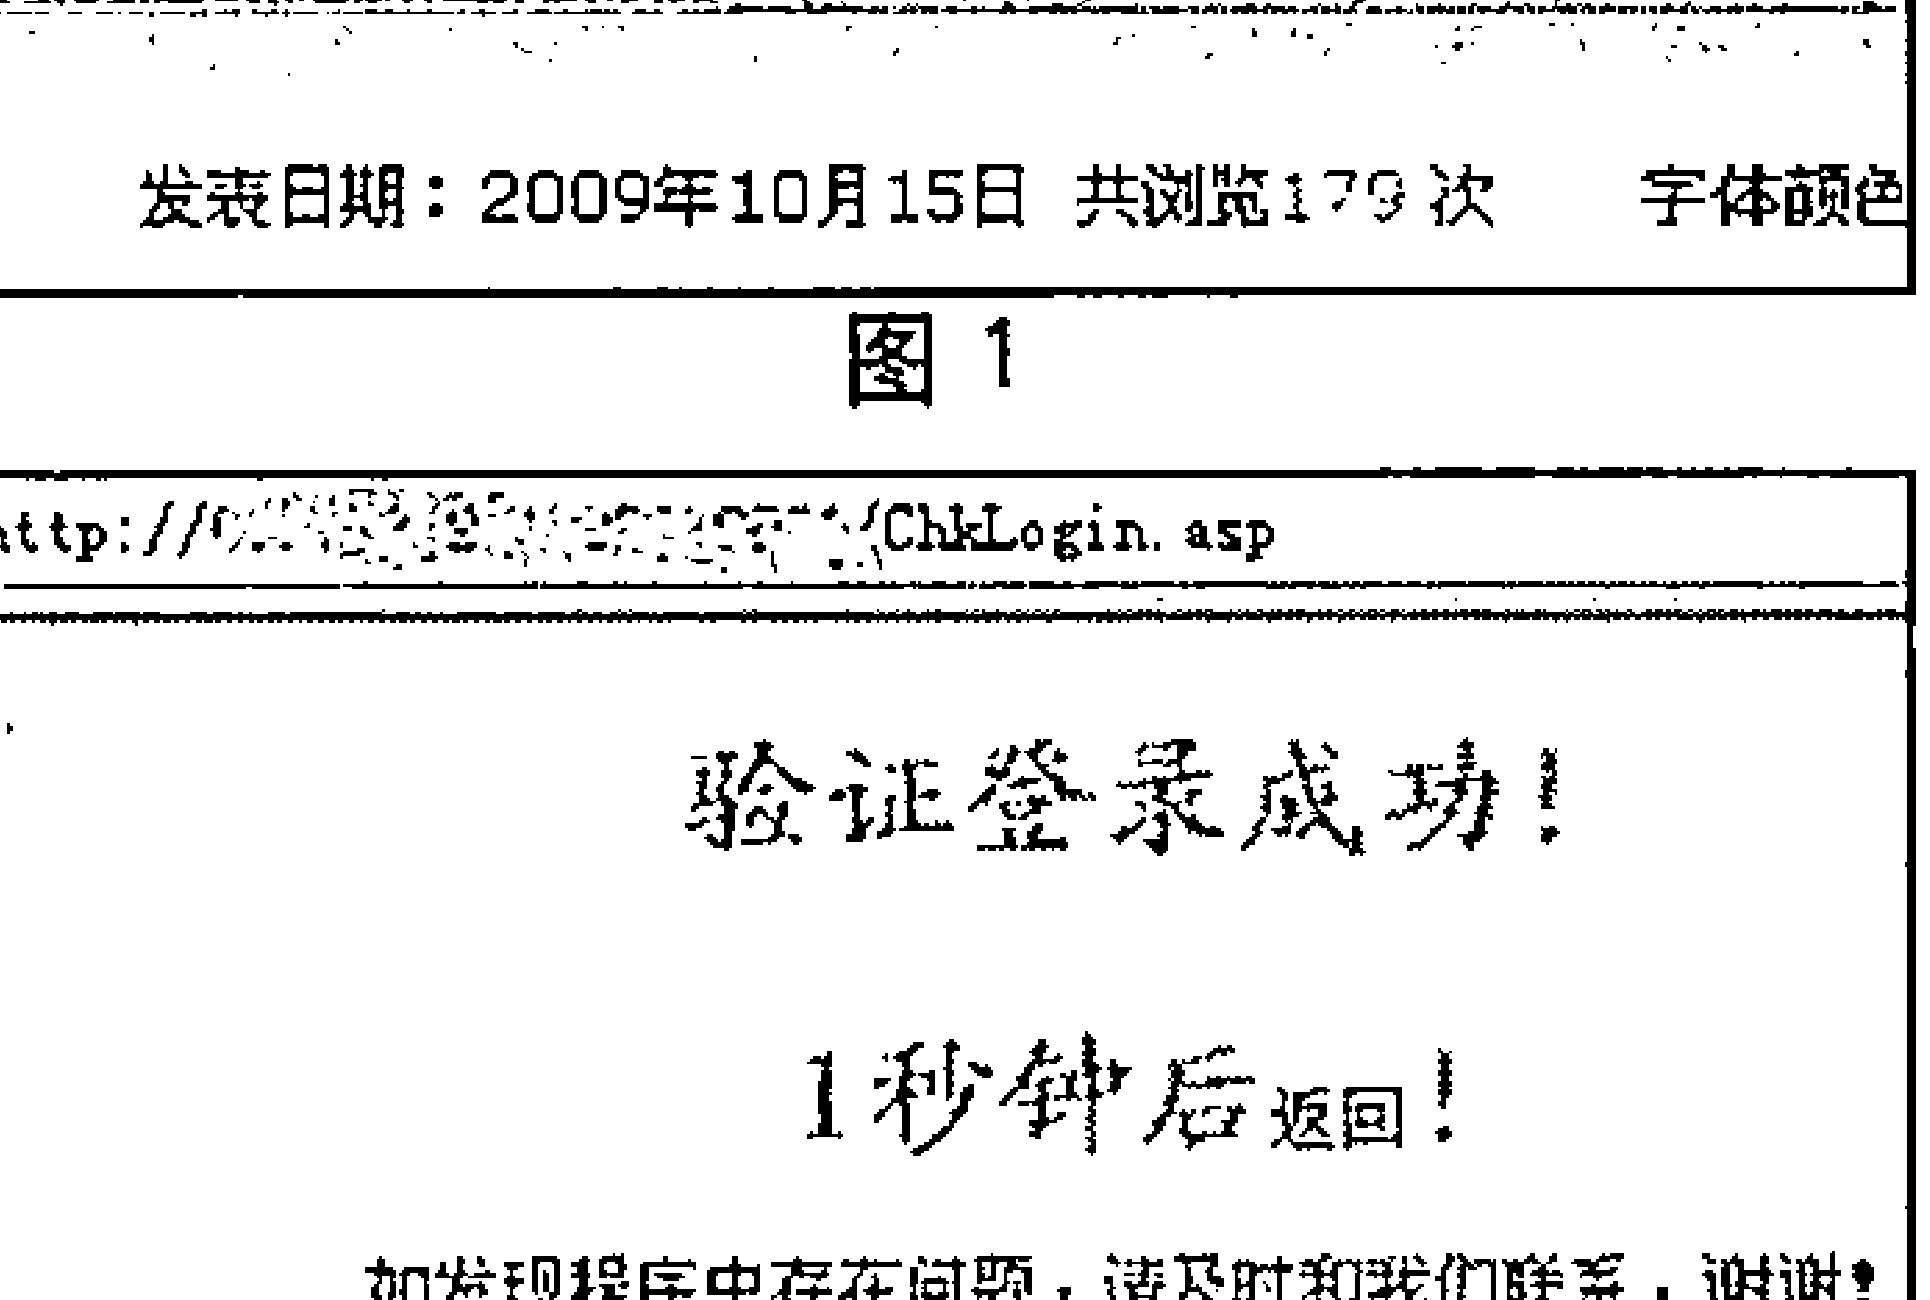 发表日期：2009年10月15日 共浏览179次 字体颜色
图 1
ttp:// /ChkLogin.asp
验证登录成功！
1秒钟后返回！
如发现程序中存在问题，请及时和我们联系，谢谢！